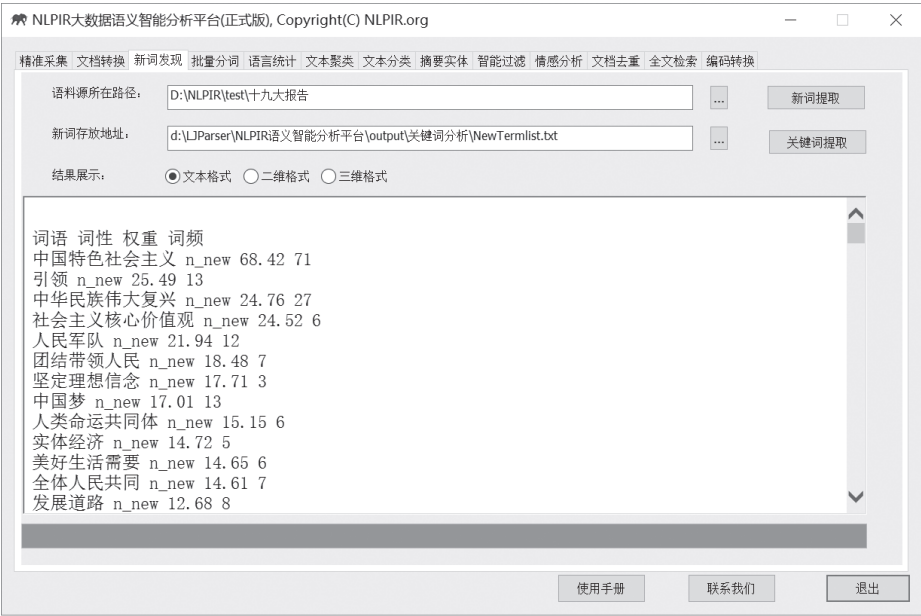 NLPIR大数据语义智能分析平台(正式版), Copyright(C) NLPIR.org
精准采集 文档转换 新词发现 批量分词 语言统计 文本聚类 文本分类 摘要实体 智能过滤 情感分析 文档去重 全文检索 编码转换
语料源所在路径: D:\NLPIR\test\十九大报告 ... 新词提取
新词存放地址: d:\LJParser\NLPIR语义智能分析平台\output\关键词分析\NewTermlist.txt ... 关键词提取
结果展示: 文本格式 二维格式 三维格式
词语 词性 权重 词频
中国特色社会主义 n_new 68.42 71
引领 n_new 25.49 13
中华民族伟大复兴 n_new 24.76 27
社会主义核心价值观 n_new 24.52 6
人民军队 n_new 21.94 12
团结带领人民 n_new 18.48 7
坚定理想信念 n_new 17.71 3
中国梦 n_new 17.01 13
人类命运共同体 n_new 15.15 6
实体经济 n_new 14.72 5
美好生活需要 n_new 14.65 6
全体人民共同 n_new 14.61 7
发展道路 n_new 12.68 8
使用手册 联系我们 退出